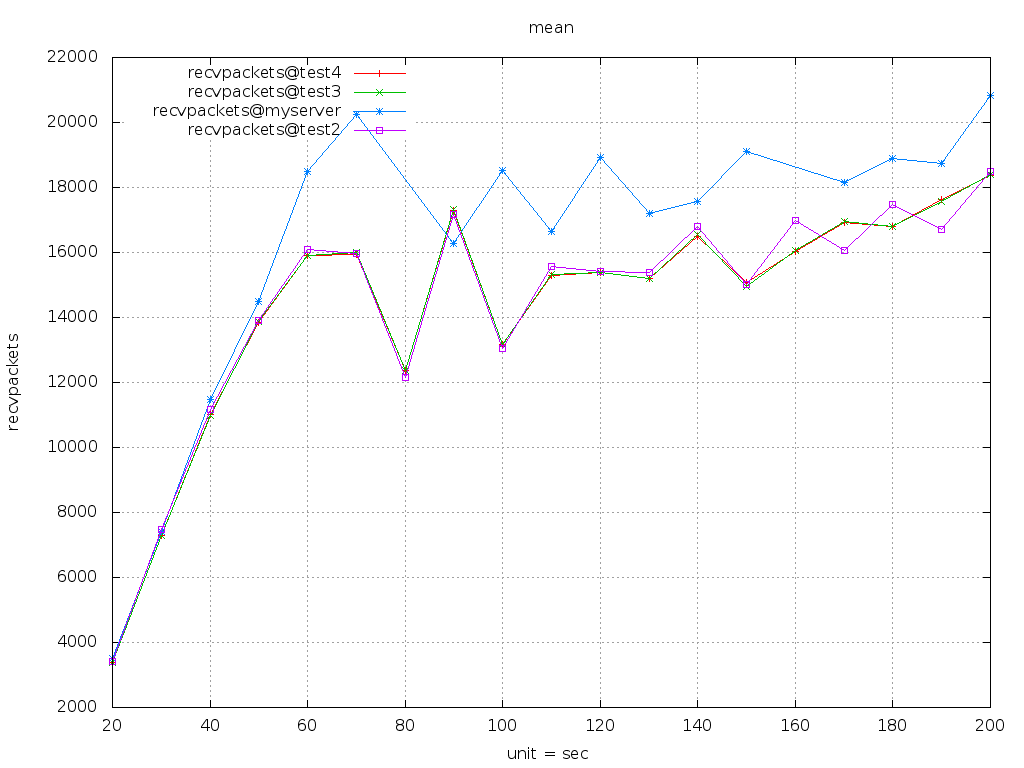 mean
22000
20000
18000
16000
14000
12000
10000
8000
6000
4000
2000
recvpackets
recvpackets@test4
recvpackets@test3
recvpackets@myserver
recvpackets@test2
20 40 60 80 100 120 140 160 180 200
unit = sec